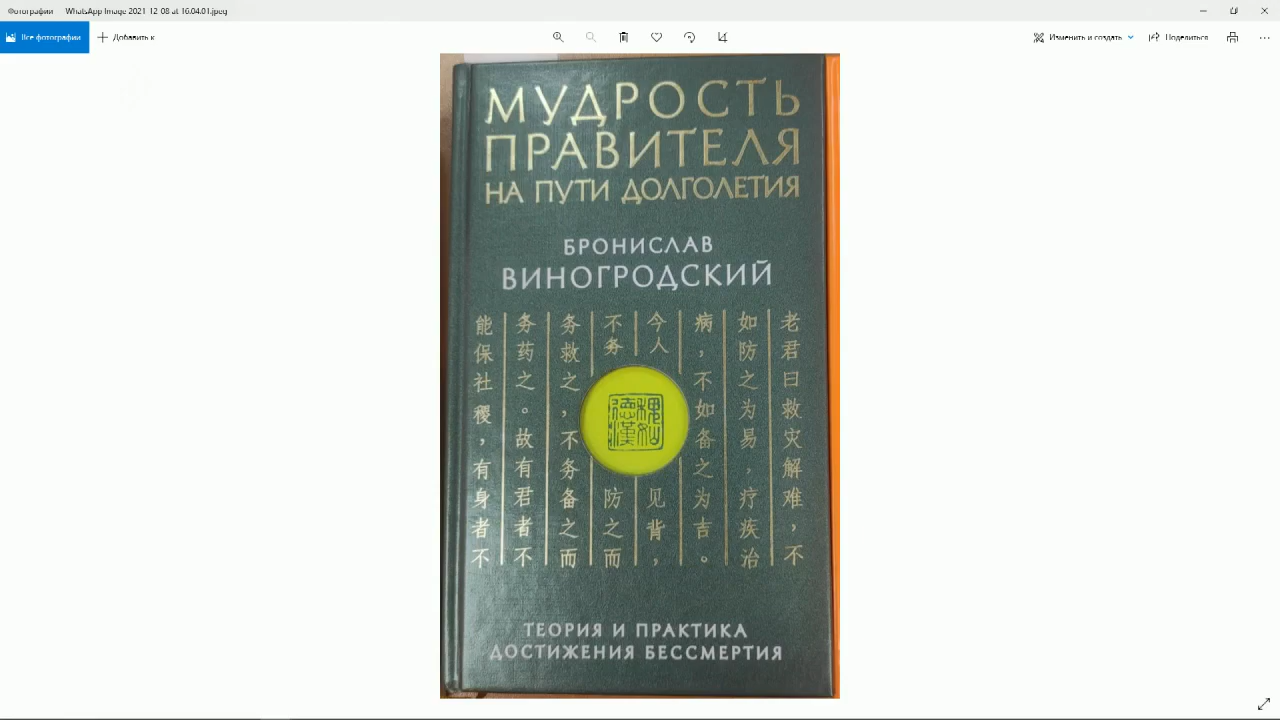 Фотографии WhatsApp Image 2021-12-08 at 16.04.01.jpeg
Все фотографии
Добавить к
Изменить и создать
Поделиться
МУДРОСТЬ
ПРАВИТЕЛЯ
НА ПУТИ ДОЛГОЛЕТИЯ
БРОНИСЛАВ
ВИНОГРОДСКИЙ
老君曰救灾解难，不
如防之为易，疗疾治
病，不如备之为吉。
今人见背，
不务防之而
务救之，不务备之而
务药之。故有君者不
能保社稷，有身者不
ТЕОРИЯ И ПРАКТИКА
ДОСТИЖЕНИЯ БЕССМЕРТИЯ